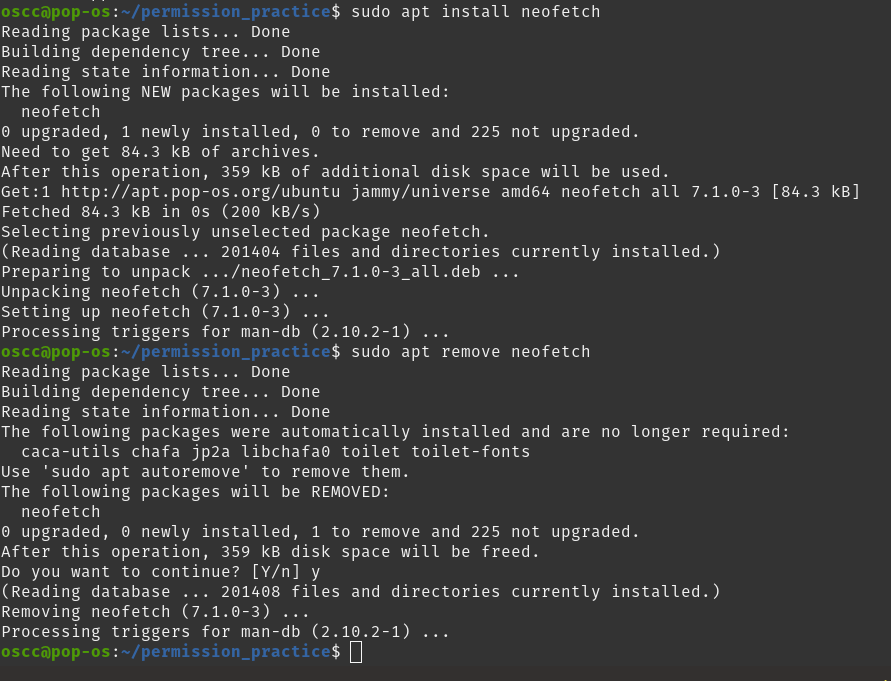 oscc@pop-os:~/permission_practice$ sudo apt install neofetch
Reading package lists... Done
Building dependency tree... Done
Reading state information... Done
The following NEW packages will be installed:
  neofetch
0 upgraded, 1 newly installed, 0 to remove and 225 not upgraded.
Need to get 84.3 kB of archives.
After this operation, 359 kB of additional disk space will be used.
Get:1 http://apt.pop-os.org/ubuntu jammy/universe amd64 neofetch all 7.1.0-3 [84.3 kB]
Fetched 84.3 kB in 0s (200 kB/s)
Selecting previously unselected package neofetch.
(Reading database ... 201404 files and directories currently installed.)
Preparing to unpack .../neofetch_7.1.0-3_all.deb ...
Unpacking neofetch (7.1.0-3) ...
Setting up neofetch (7.1.0-3) ...
Processing triggers for man-db (2.10.2-1) ...
oscc@pop-os:~/permission_practice$ sudo apt remove neofetch
Reading package lists... Done
Building dependency tree... Done
Reading state information... Done
The following packages were automatically installed and are no longer required:
  caca-utils chafa jp2a libchafa0 toilet toilet-fonts
Use 'sudo apt autoremove' to remove them.
The following packages will be REMOVED:
  neofetch
0 upgraded, 0 newly installed, 1 to remove and 225 not upgraded.
After this operation, 359 kB disk space will be freed.
Do you want to continue? [Y/n] y
(Reading database ... 201408 files and directories currently installed.)
Removing neofetch (7.1.0-3) ...
Processing triggers for man-db (2.10.2-1) ...
oscc@pop-os:~/permission_practice$